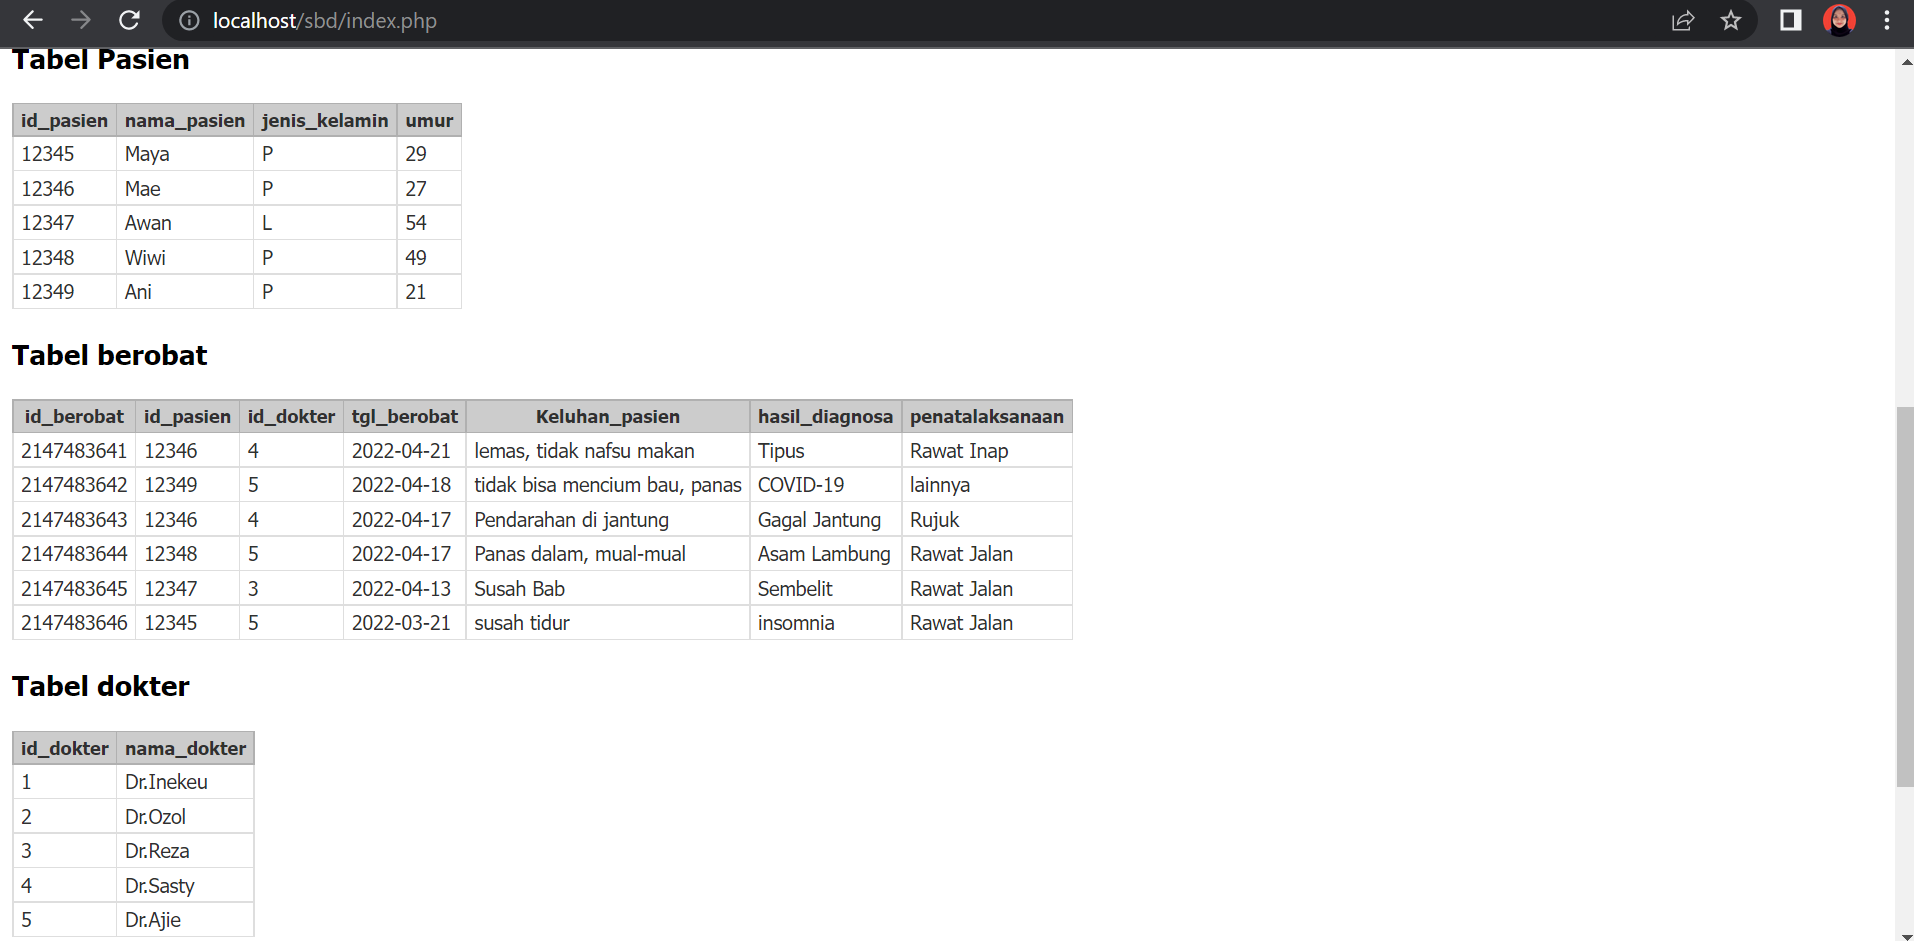 localhost/sbd/index.php
Tabel Pasien
id_pasien nama_pasien jenis_kelamin umur
12345 Maya P 29
12346 Mae P 27
12347 Awan L 54
12348 Wiwi P 49
12349 Ani P 21
Tabel berobat
id_berobat id_pasien id_dokter tgl_berobat Keluhan_pasien hasil_diagnosa penatalaksanaan
2147483641 12346 4 2022-04-21 lemas, tidak nafsu makan Tipus Rawat Inap
2147483642 12349 5 2022-04-18 tidak bisa mencium bau, panas COVID-19 lainnya
2147483643 12346 4 2022-04-17 Pendarahan di jantung Gagal Jantung Rujuk
2147483644 12348 5 2022-04-17 Panas dalam, mual-mual Asam Lambung Rawat Jalan
2147483645 12347 3 2022-04-13 Susah Bab Sembelit Rawat Jalan
2147483646 12345 5 2022-03-21 susah tidur insomnia Rawat Jalan
Tabel dokter
id_dokter nama_dokter
1 Dr.Inekeu
2 Dr.Ozol
3 Dr.Reza
4 Dr.Sasty
5 Dr.Ajie